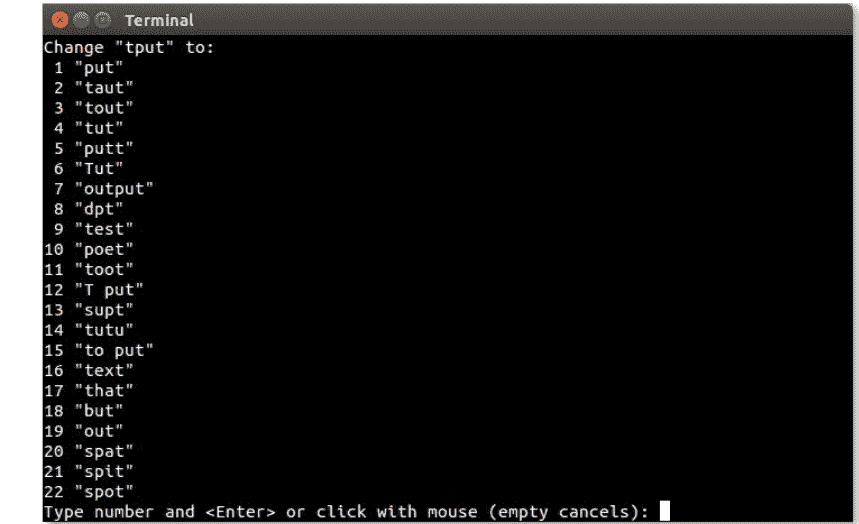 Terminal
Change "tput" to:
1 "put"
2 "taut"
3 "tout"
4 "tut"
5 "putt"
6 "Tut"
7 "output"
8 "dpt"
9 "test"
10 "poet"
11 "toot"
12 "T put"
13 "supt"
14 "tutu"
15 "to put"
16 "text"
17 "that"
18 "but"
19 "out"
20 "spat"
21 "spit"
22 "spot"
Type number and <Enter> or click with mouse (empty cancels):